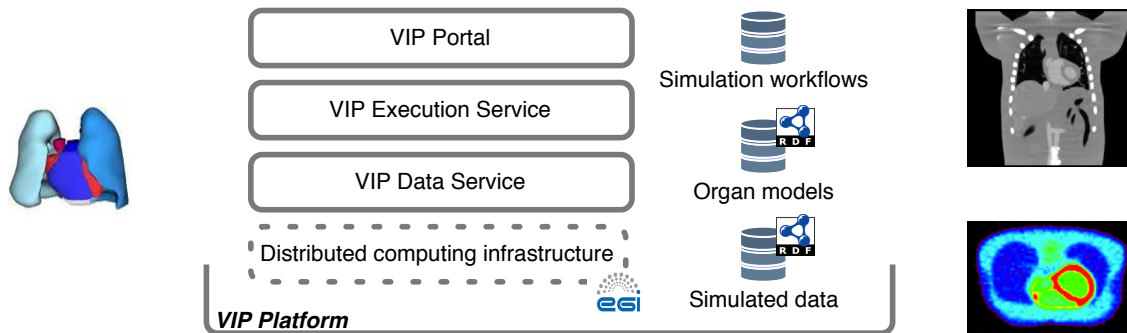 VIP Portal
VIP Execution Service
VIP Data Service
Distributed computing infrastructure
egi
VIP Platform
Simulation workflows
RDF
Organ models
RDF
Simulated data